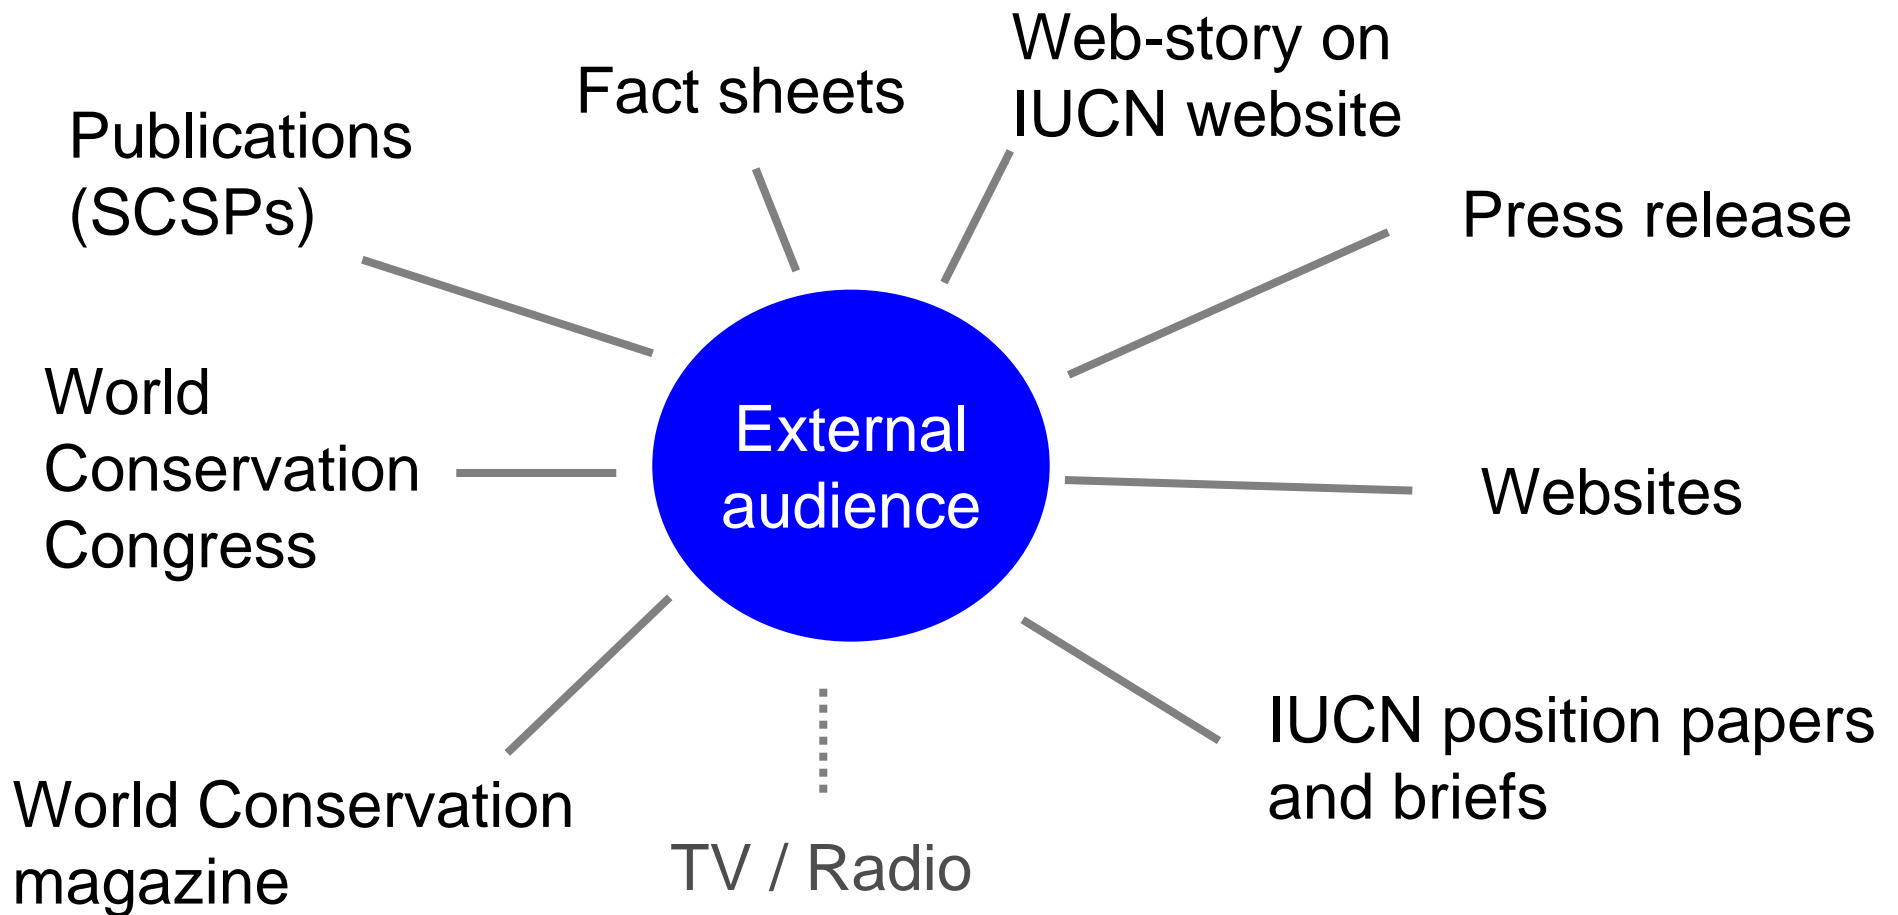 Web-story on
IUCN website
Fact sheets
Publications
(SCSPs)
Press release
World
Conservation
Congress
External
audience
Websites
IUCN position papers
and briefs
World Conservation
magazine
TV / Radio